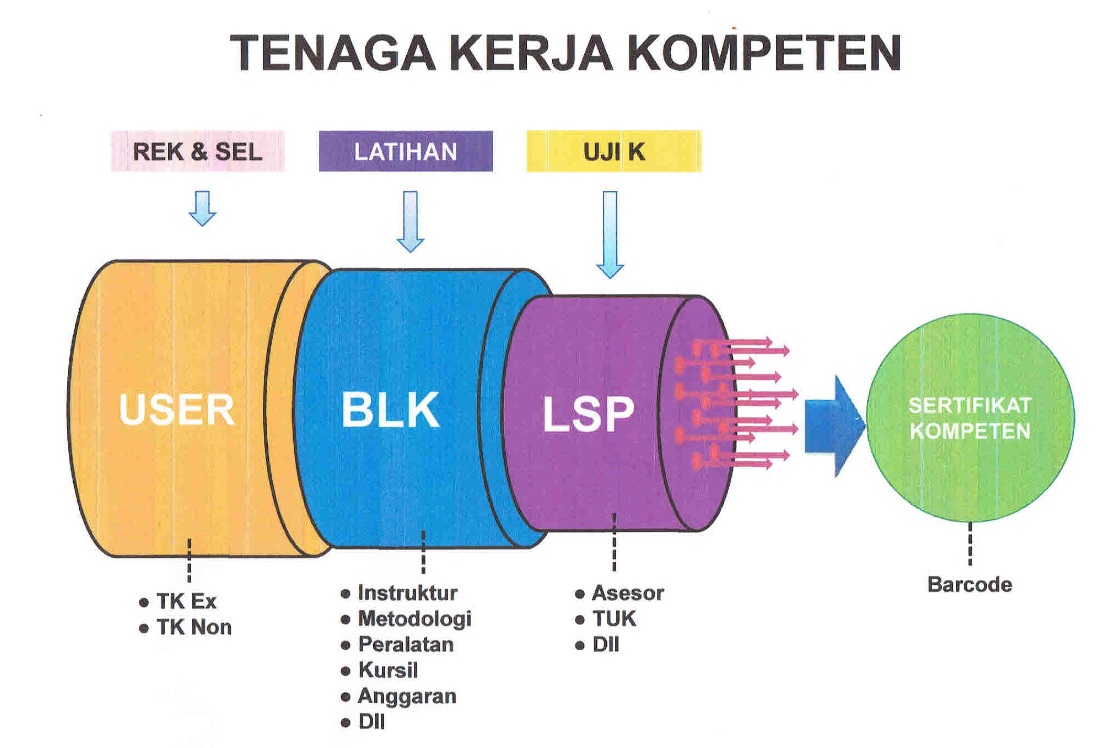 TENAGA KERJA KOMPETEN
REK & SEL
LATIHAN
UJI K
USER
BLK
LSP
SERTIFIKAT
KOMPETEN
• TK Ex
• TK Non
• Instruktur
• Metodologi
• Peralatan
• Kursil
• Anggaran
• Dll
• Asesor
• TUK
• Dll
Barcode